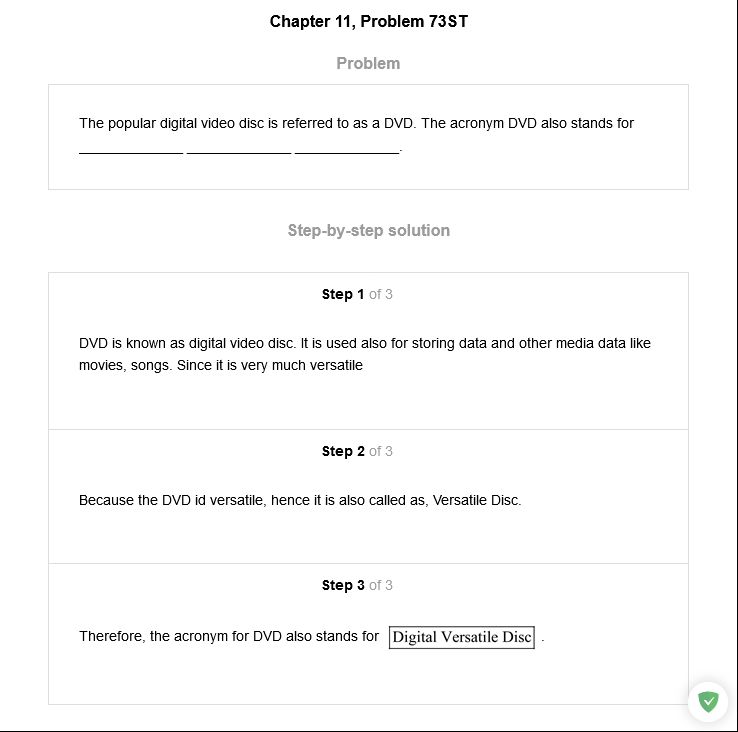 Chapter 11, Problem 73ST
Problem
The popular digital video disc is referred to as a DVD. The acronym DVD also stands for
_____________ _____________ _____________.
Step-by-step solution
Step 1 of 3
DVD is known as digital video disc. It is used also for storing data and other media data like
movies, songs. Since it is very much versatile
Step 2 of 3
Because the DVD id versatile, hence it is also called as, Versatile Disc.
Step 3 of 3
Therefore, the acronym for DVD also stands for Digital Versatile Disc .